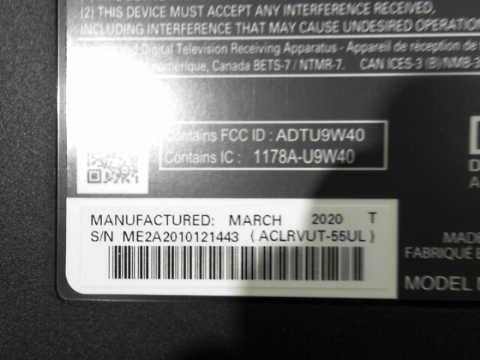 (2) THIS DEVICE MUST ACCEPT ANY INTERFERENCE RECEIVED,
INCLUDING INTERFERENCE THAT MAY CAUSE UNDESIRED OPERATION
and Digital Television Receiving Apparatus - Appareil de réception de
numérique, Canada BETS-7 / NTMR-7. CAN ICES-3 (B)/NMB-3
Contains FCC ID : ADTU9W40
Contains IC : 1178A-U9W40
MANUFACTURED: MARCH 2020 T
S/N ME2A2010121443 (ACLRVUT-55UL)
MADE
FABRIQUÉ
MODEL